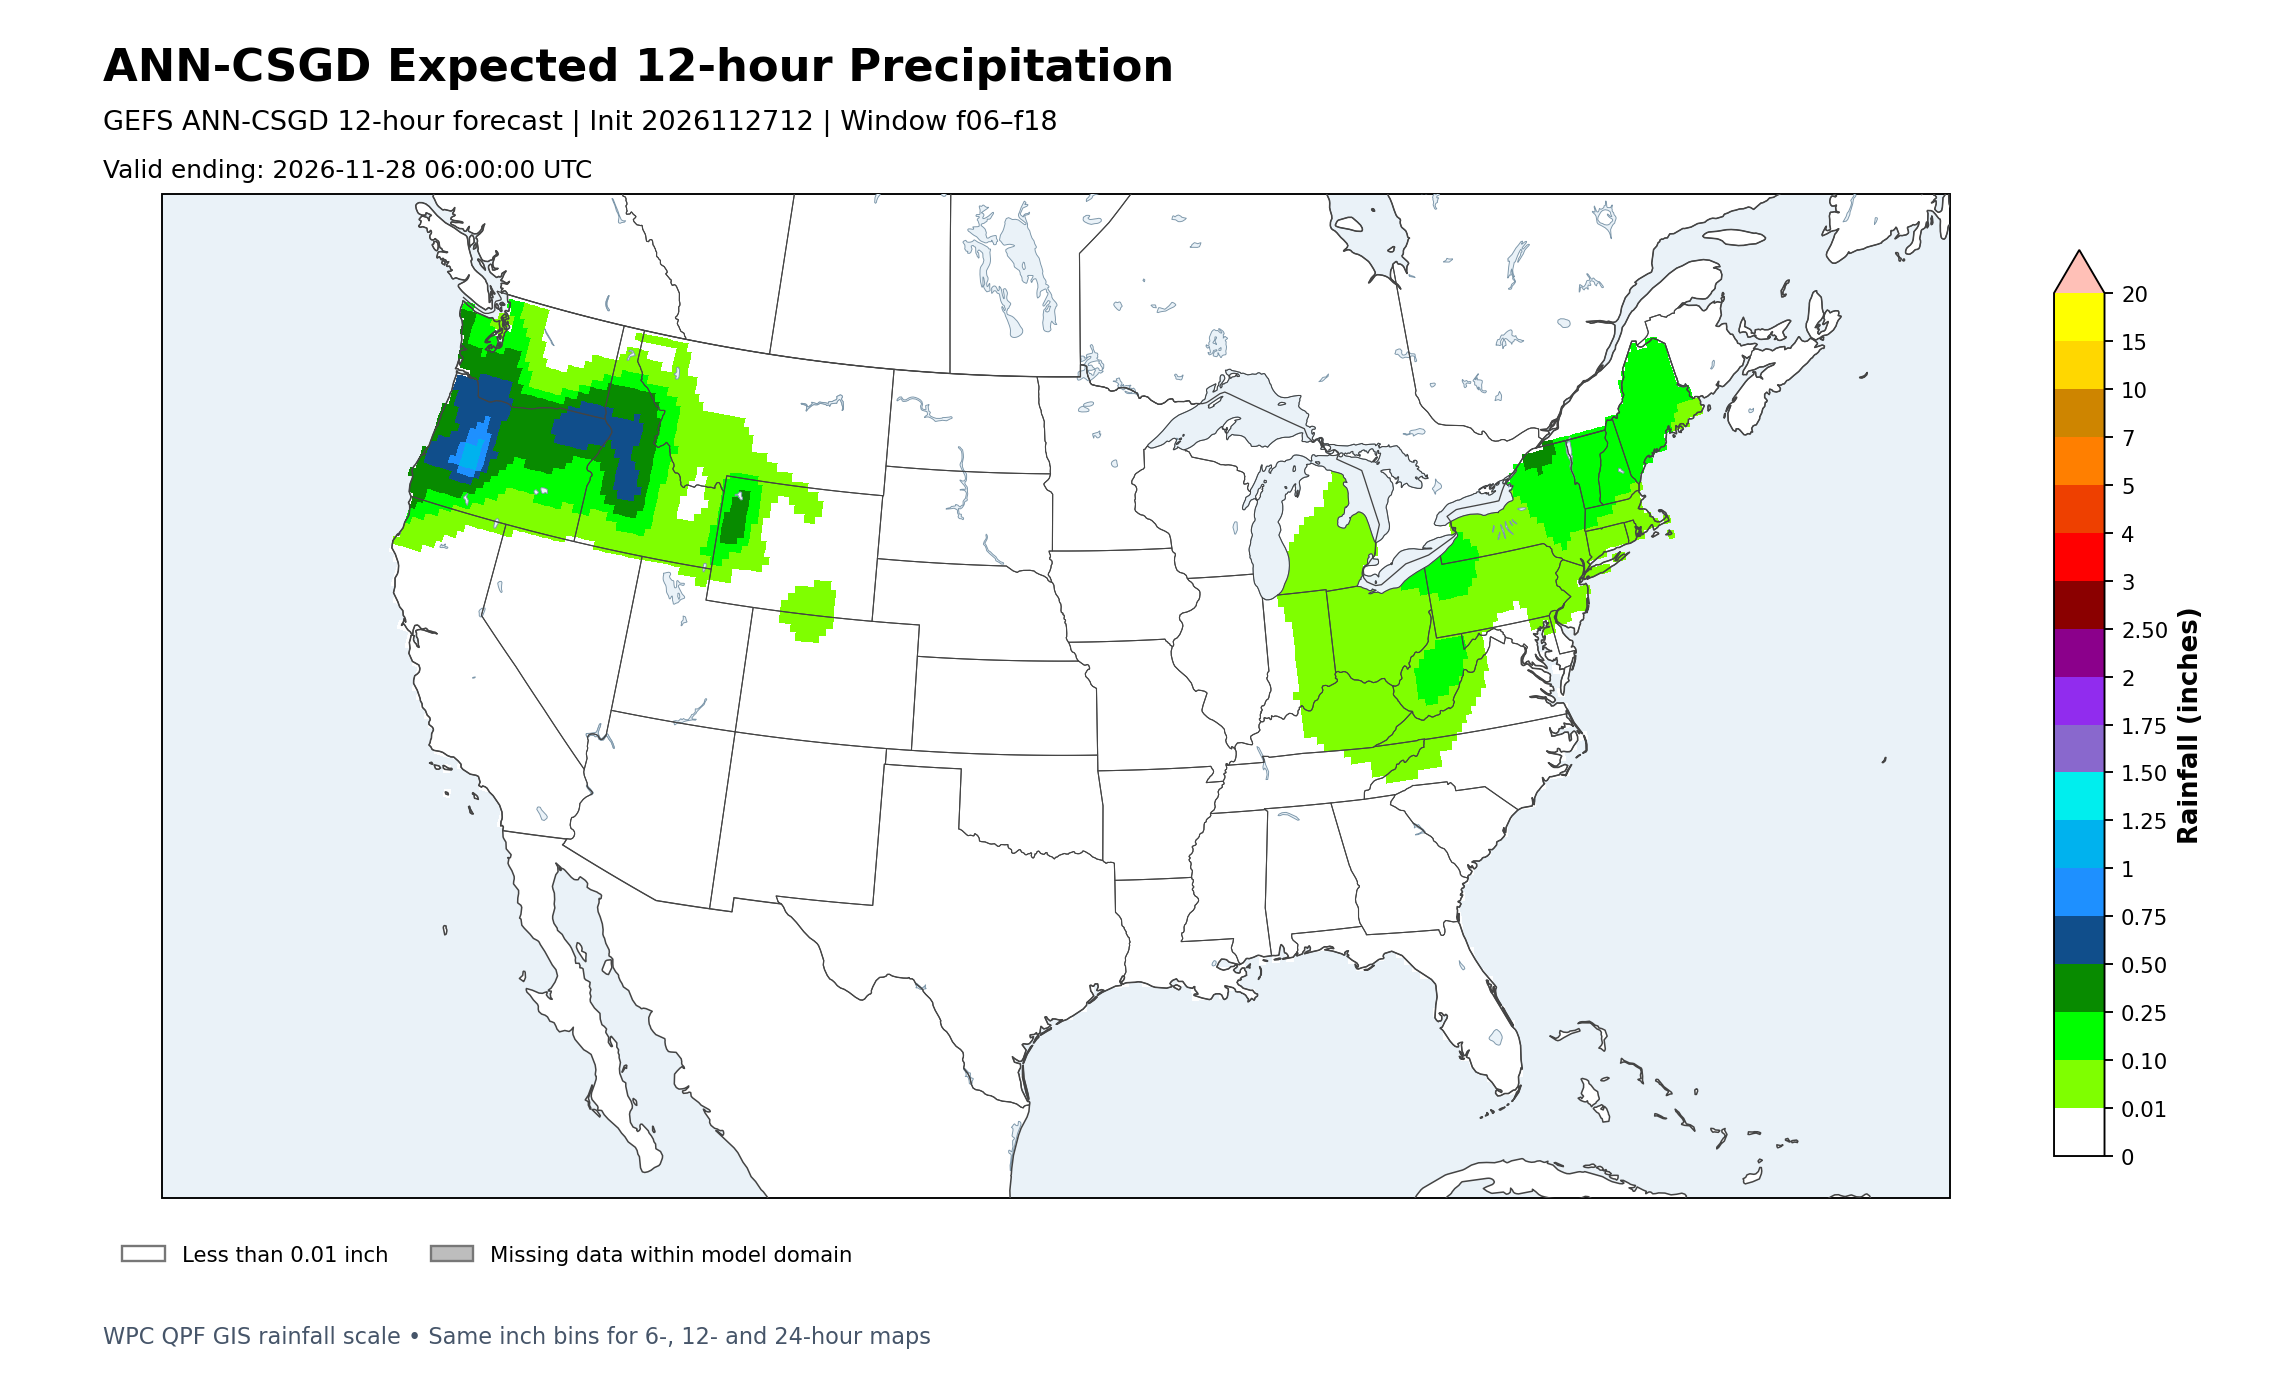 ANN-CSGD Expected 12-hour Precipitation
GEFS ANN-CSGD 12-hour forecast | Init 2026112712 | Window f06–f18
Valid ending: 2026-11-28 06:00:00 UTC
20
15
10
7
5
4
3
2.50
2
1.75
1.50
1.25
1
0.75
0.50
0.25
0.10
0.01
0
Rainfall (inches)
Less than 0.01 inch
Missing data within model domain
WPC QPF GIS rainfall scale • Same inch bins for 6-, 12- and 24-hour maps